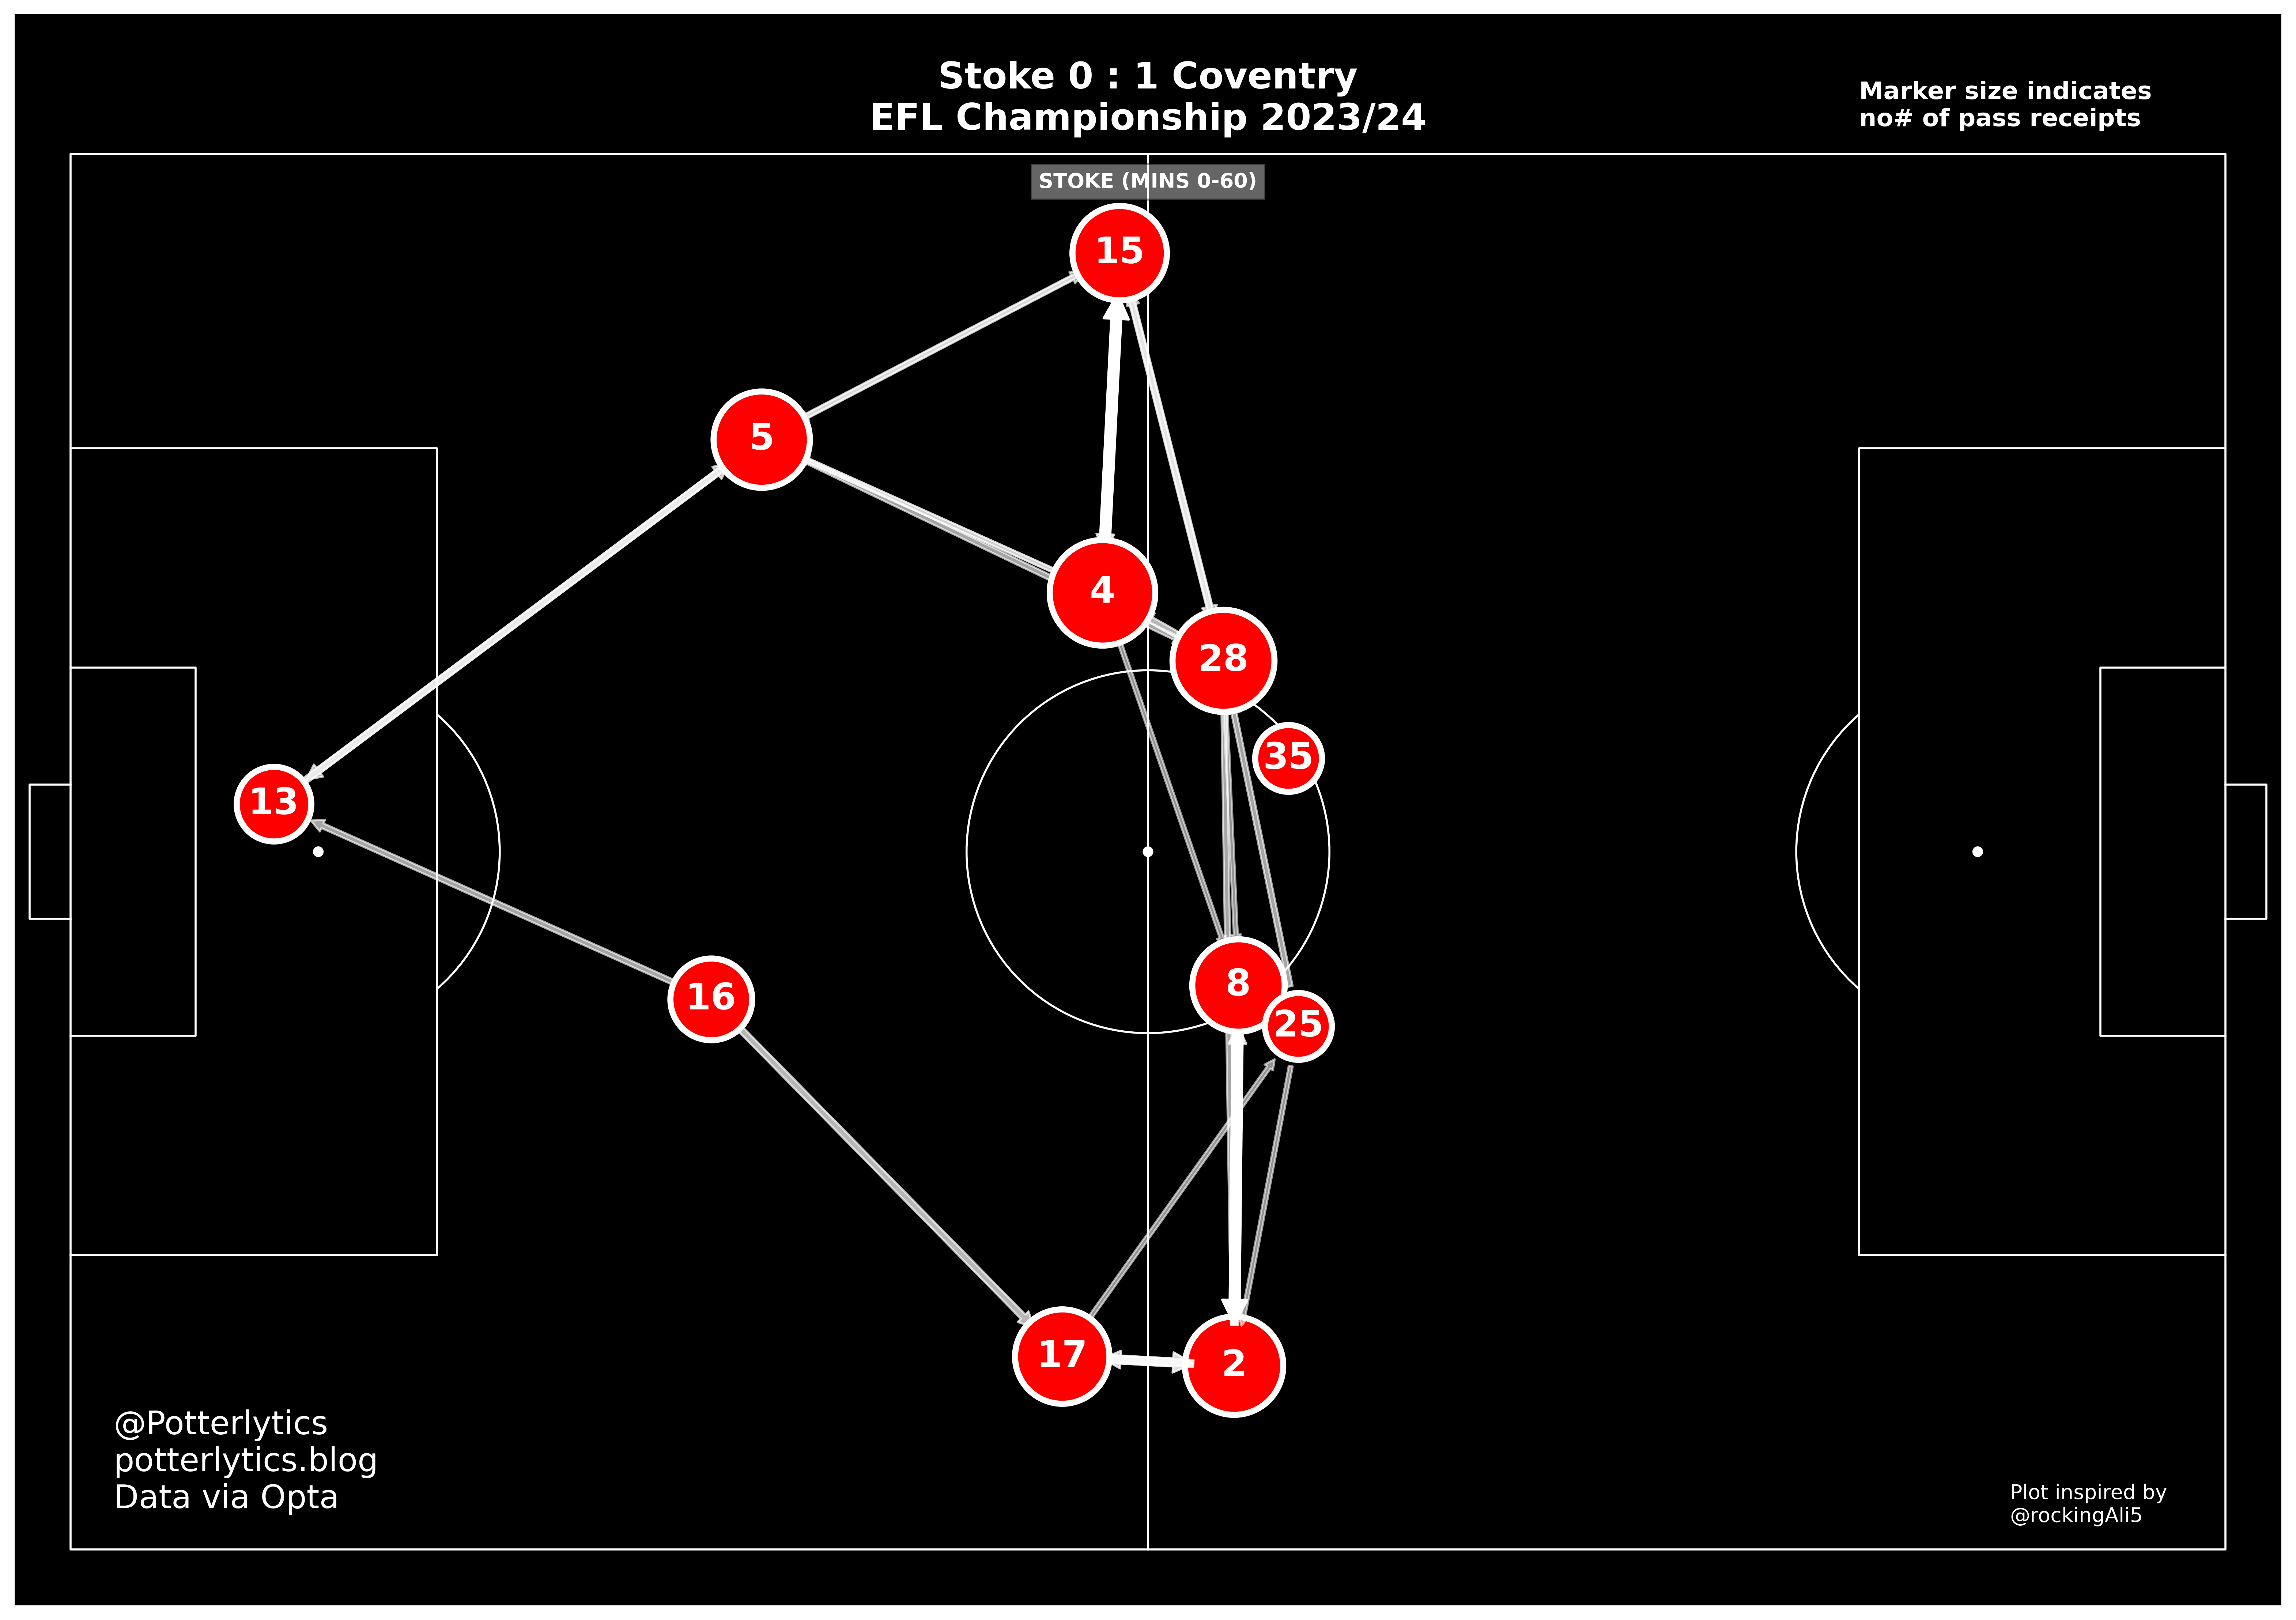 Stoke 0 : 1 Coventry
EFL Championship 2023/24
Marker size indicates
no# of pass receipts
STOKE (MINS 0-60)
15
5
4
28
35
13
8
16
25
17
2
@Potterlytics
potterlytics.blog
Data via Opta
Plot inspired by
@rockingAli5